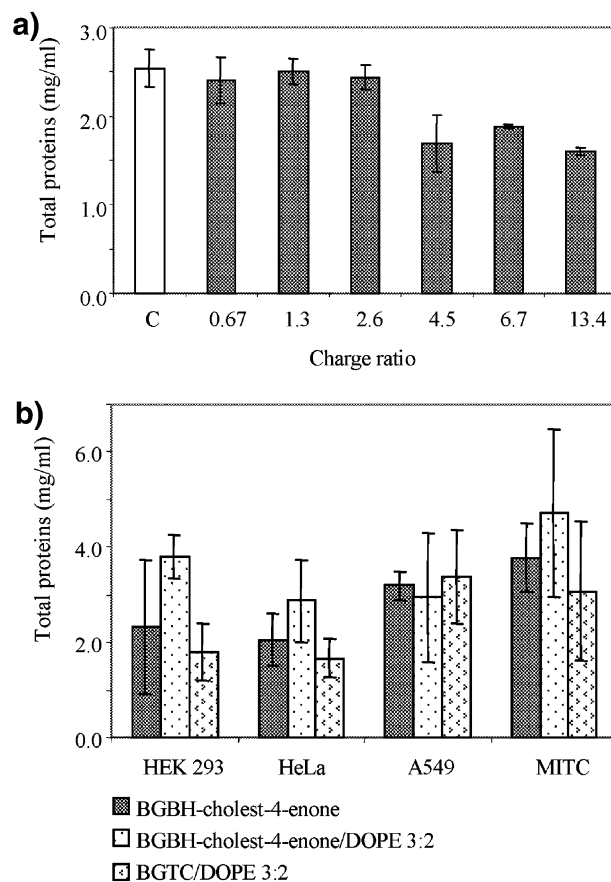 a)
Total proteins (mg/ml)
3.0
2.0
1.0
0.0
C 0.67 1.3 2.6 4.5 6.7 13.4
Charge ratio
b)
Total proteins (mg/ml)
6.0
4.0
2.0
0.0
HEK 293 HeLa A549 MITC
BGBH-cholest-4-enone
BGBH-cholest-4-enone/DOPE 3:2
BGTC/DOPE 3:2